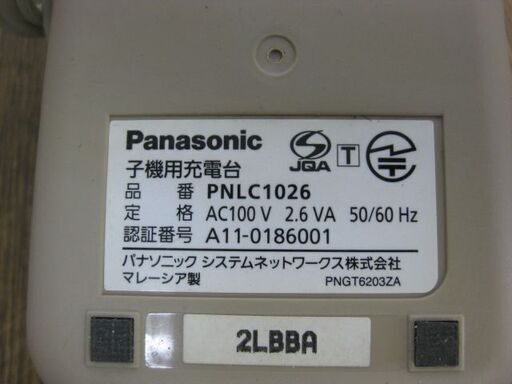 Panasonic
JQA T
子機用充電台
品 番 PNLC1026
定 格 AC100 V 2.6 VA 50/60 Hz
認証番号 A11-0186001
パナソニック システムネットワークス株式会社
マレーシア製 PNGT6203ZA
2LBBA